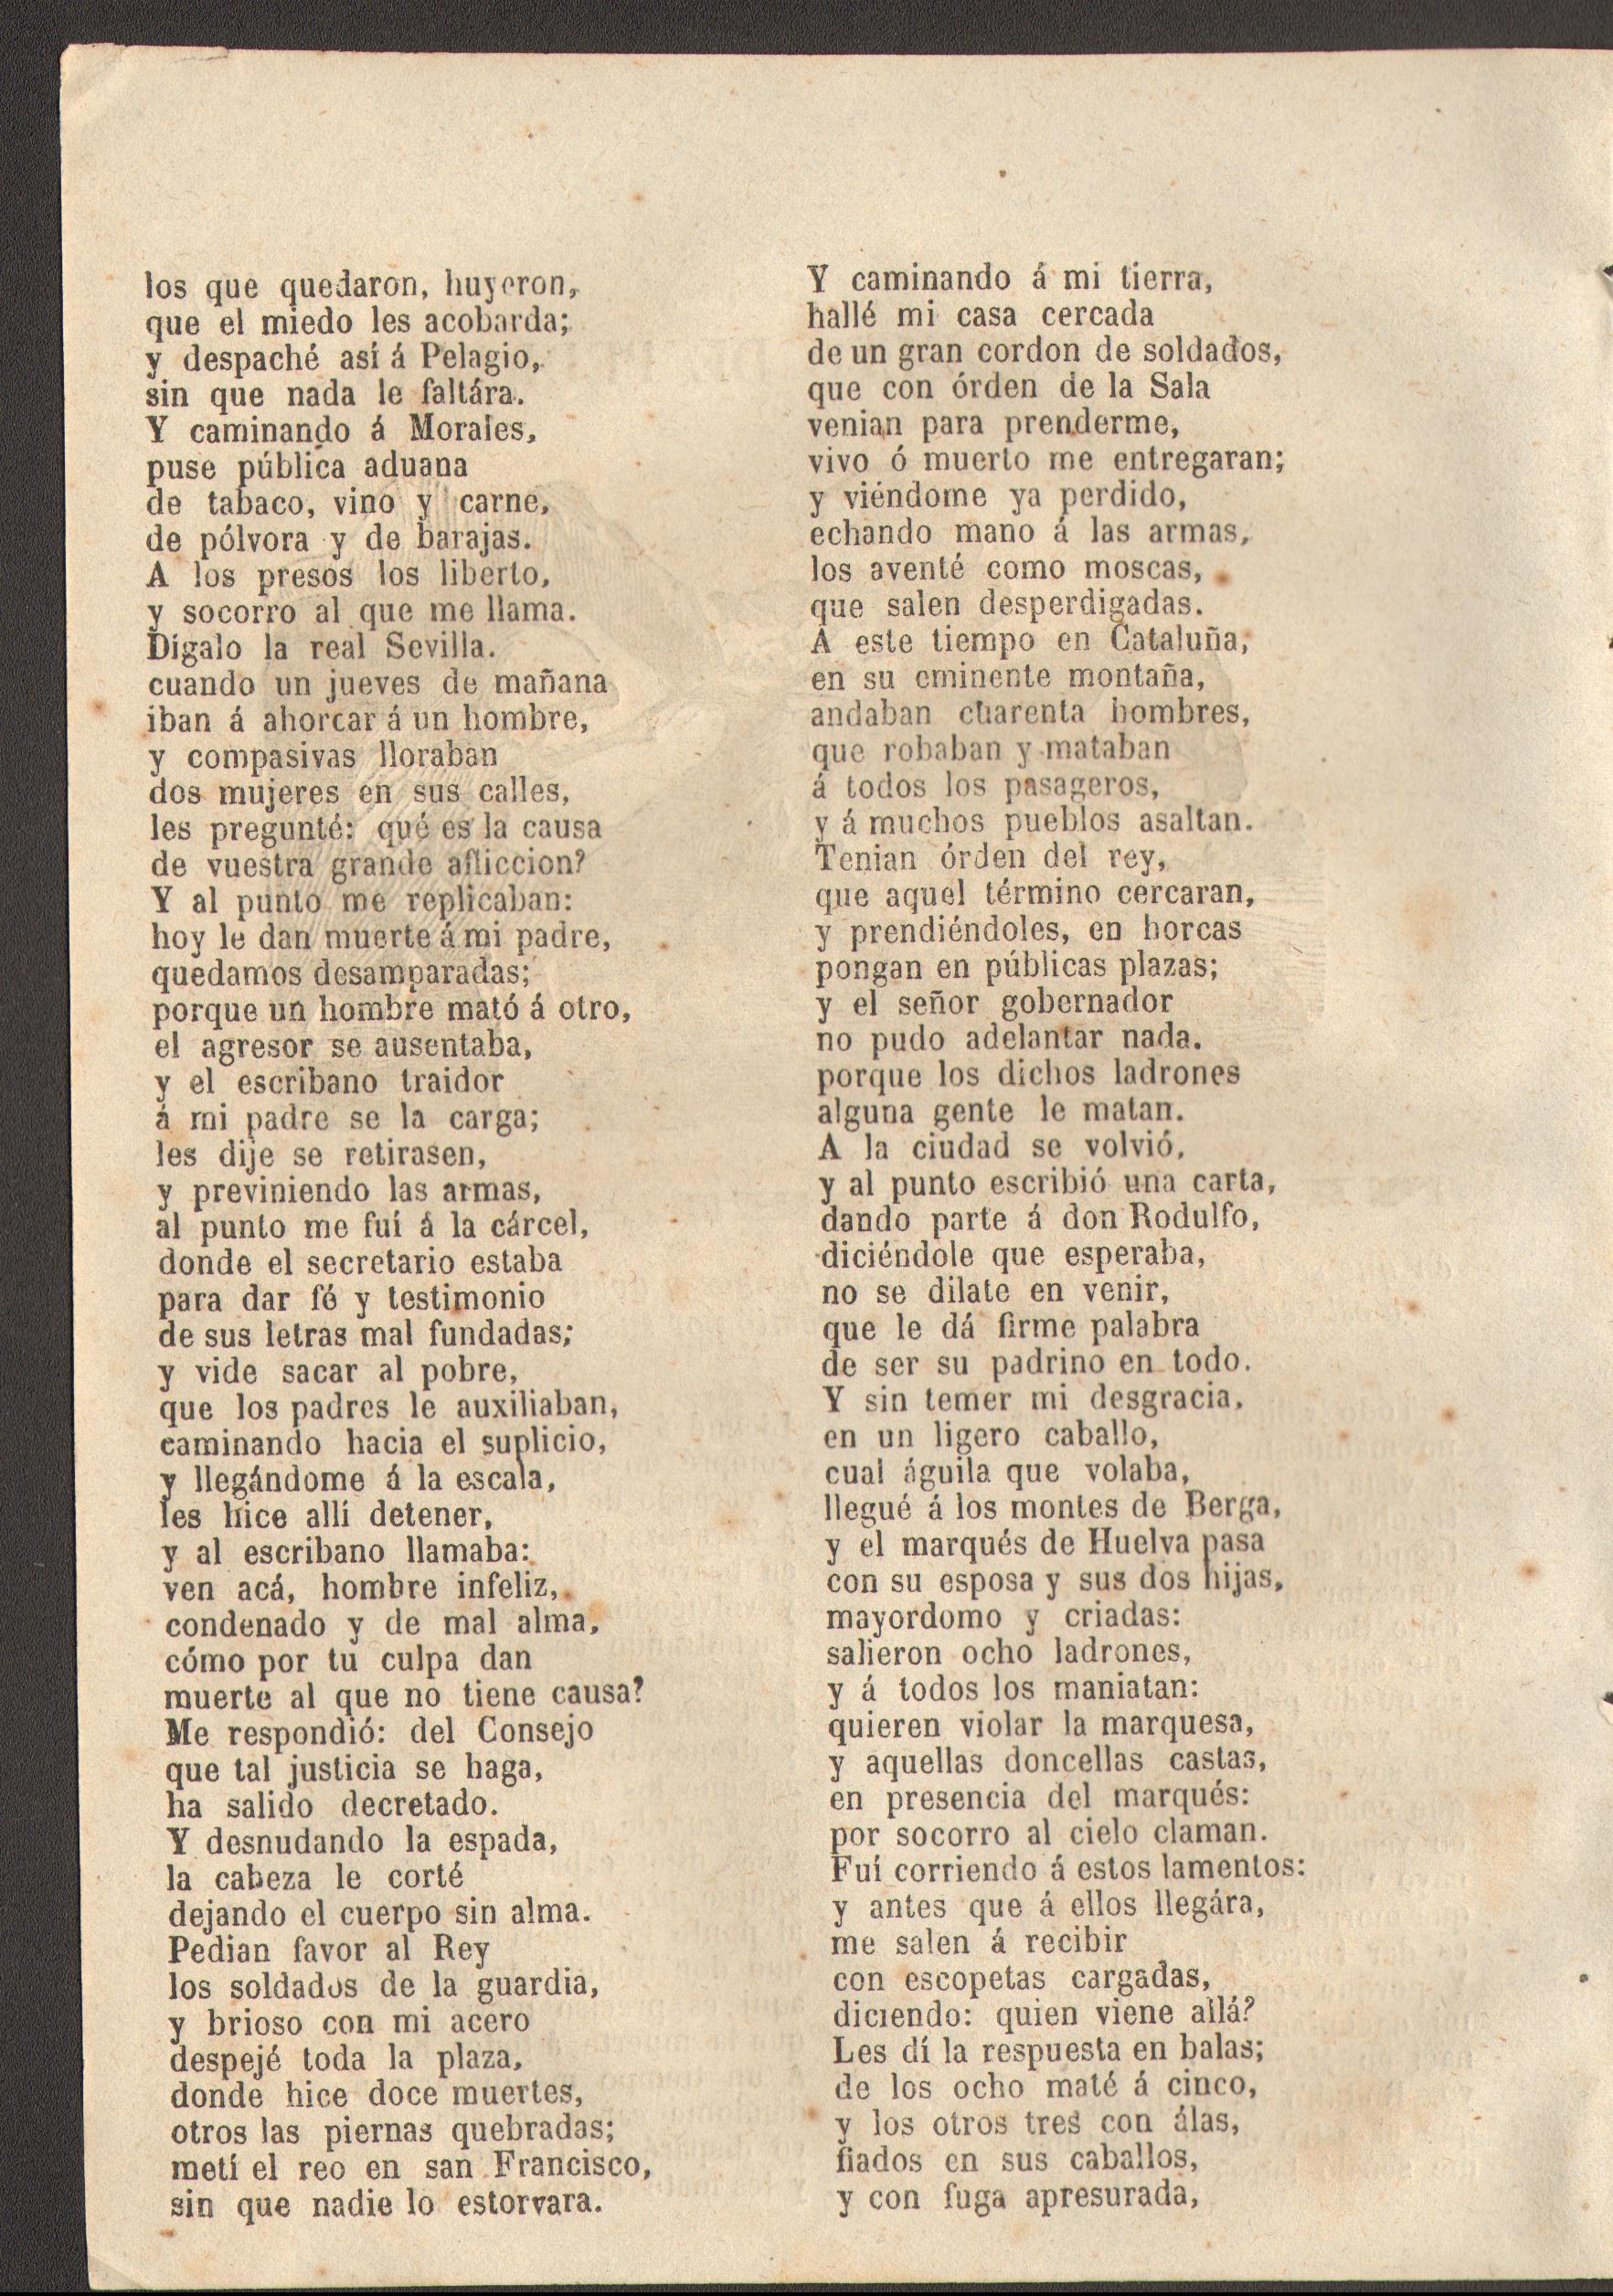 los que quedaron, huyeron,
que el miedo les acobarda;
y despaché así á Pelagio,
sin que nada le faltára.
Y caminando á Morales,
puse pública aduana
de tabaco, vino y carne,
de pólvora y de barajas.
A los presos los liberto,
y socorro al que me llama.
Dígalo la real Sevilla.
cuando un jueves de mañana
iban á ahorcar á un hombre,
y compasivas lloraban
dos mujeres en sus calles,
les pregunté: qué es la causa
de vuestra grande afliccion?
Y al punto me replicaban:
hoy le dan muerte á mi padre,
quedamos desamparadas;
porque un hombre mató á otro,
el agresor se ausentaba,
y el escribano traidor
á mi padre se la carga;
les dije se retirasen,
y previniendo las armas,
al punto me fuí á la cárcel,
donde el secretario estaba
para dar fé y testimonio
de sus letras mal fundadas;
y vide sacar al pobre,
que los padres le auxiliaban,
caminando hacia el suplicio,
y llegándome á la escala,
les hice allí detener,
y al escribano llamaba:
ven acá, hombre infeliz,
condenado y de mal alma,
cómo por tu culpa dan
muerte al que no tiene causa?
Me respondió: del Consejo
que tal justicia se haga,
ha salido decretado.
Y desnudando la espada,
la cabeza le corté
dejando el cuerpo sin alma.
Pedian favor al Rey
los soldados de la guardia,
y brioso con mi acero
despejé toda la plaza,
donde hice doce muertes,
otros las piernas quebradas;
metí el reo en san Francisco,
sin que nadie lo estorvara.
Y caminando á mi tierra,
hallé mi casa cercada
de un gran cordon de soldados,
que con órden de la Sala
venian para prenderme,
vivo ó muerto me entregaran;
y viéndome ya perdido,
echando mano á las armas,
los aventé como moscas,
que salen desperdigadas.
A este tiempo en Cataluña,
en su eminente montaña,
andaban cuarenta hombres,
que robaban y mataban
á todos los pasageros,
y á muchos pueblos asaltan.
Tenian órden del rey,
que aquel término cercaran,
y prendiéndoles, en horcas
pongan en públicas plazas;
y el señor gobernador
no pudo adelantar nada.
porque los dichos ladrones
alguna gente le matan.
A la ciudad se volvió,
y al punto escribió una carta,
dando parte á don Rodulfo,
diciéndole que esperaba,
no se dilate en venir,
que le dá firme palabra
de ser su padrino en todo.
Y sin temer mi desgracia,
en un ligero caballo,
cual águila que volaba,
llegué á los montes de Berga,
y el marqués de Huelva pasa
con su esposa y sus dos hijas,
mayordomo y criadas:
salieron ocho ladrones,
y á todos los maniatan:
quieren violar la marquesa,
y aquellas doncellas castas,
en presencia del marqués:
por socorro al cielo claman.
Fuí corriendo á estos lamentos:
y antes que á ellos llegára,
me salen á recibir
con escopetas cargadas,
diciendo: quien viene allá?
Les dí la respuesta en balas;
de los ocho maté á cinco,
y los otros tres con álas,
fiados en sus caballos,
y con fuga apresurada,